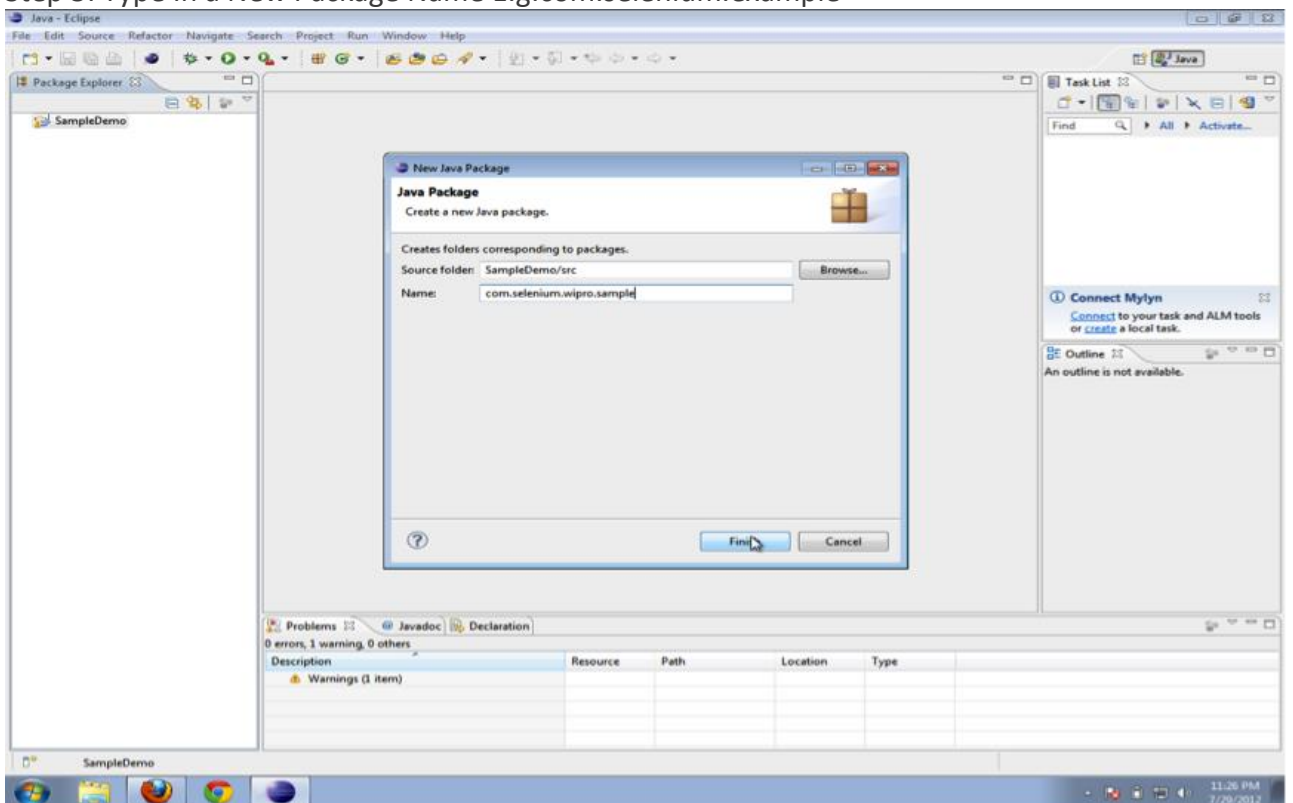 Java - Eclipse
File Edit Source Refactor Navigate Search Project Run Window Help
Java
Package Explorer
Task List
SampleDemo
Find All Activate...
New Java Package
Java Package
Create a new Java package.
Creates folders corresponding to packages.
Source folder: SampleDemo/src Browse...
Name: com.selenium.wipro.sample
Connect Mylyn
Connect to your task and ALM tools
or create a local task.
Outline
An outline is not available.
Cancel
Problems Javadoc Declaration
0 errors, 1 warning, 0 others
Description Resource Path Location Type
Warnings (1 item)
SampleDemo
11:26 PM
7/29/2012